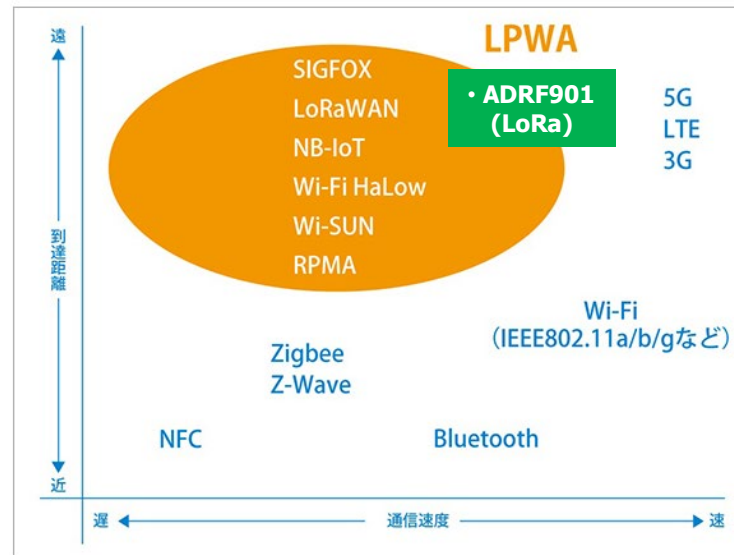 LPWA
遠
SIGFOX
LoRaWAN
NB-IoT
Wi-Fi HaLow
Wi-SUN
RPMA
・ADRF901
(LoRa)
5G
LTE
3G
到達距離
Wi-Fi
（IEEE802.11a/b/gなど）
Zigbee
Z-Wave
NFC
Bluetooth
近
遅
通信速度
速